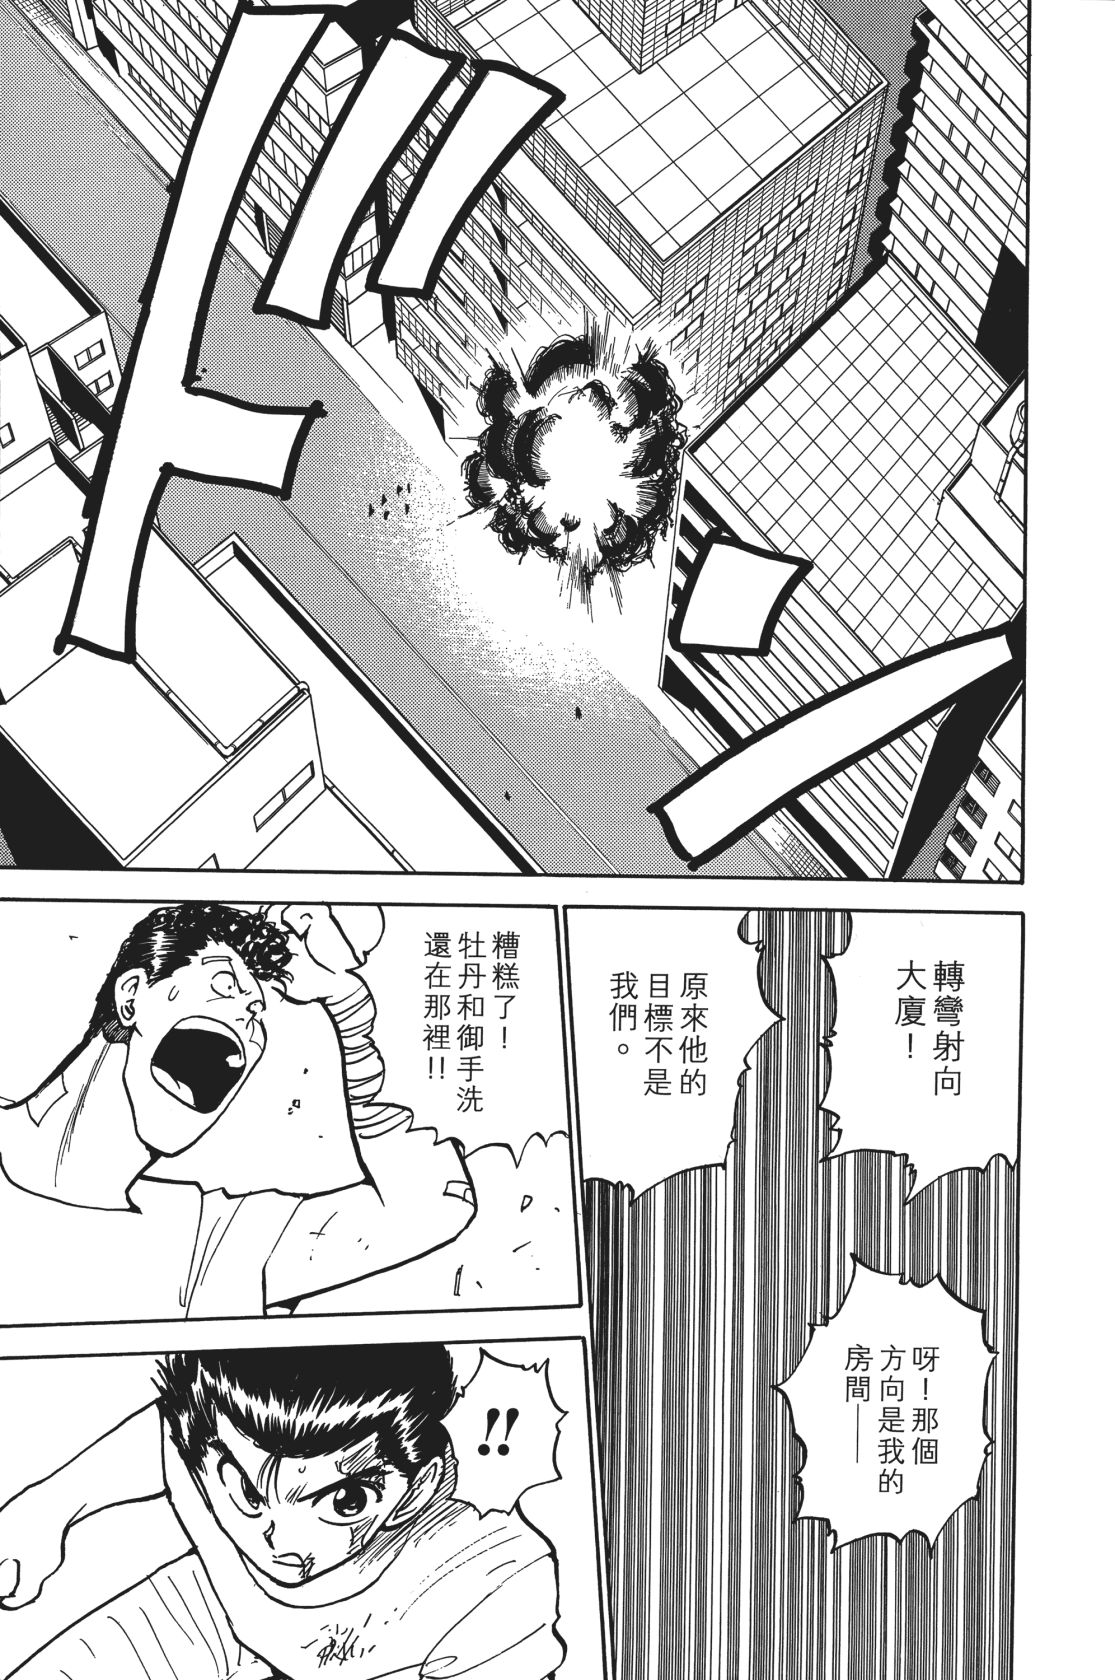 ドーン
轉彎射向
大廈！
原來他的
目標不是
我們。
呀！那個
方向是我的
房間——
糟糕了！
牡丹和御手洗
還在那裡!!
!!